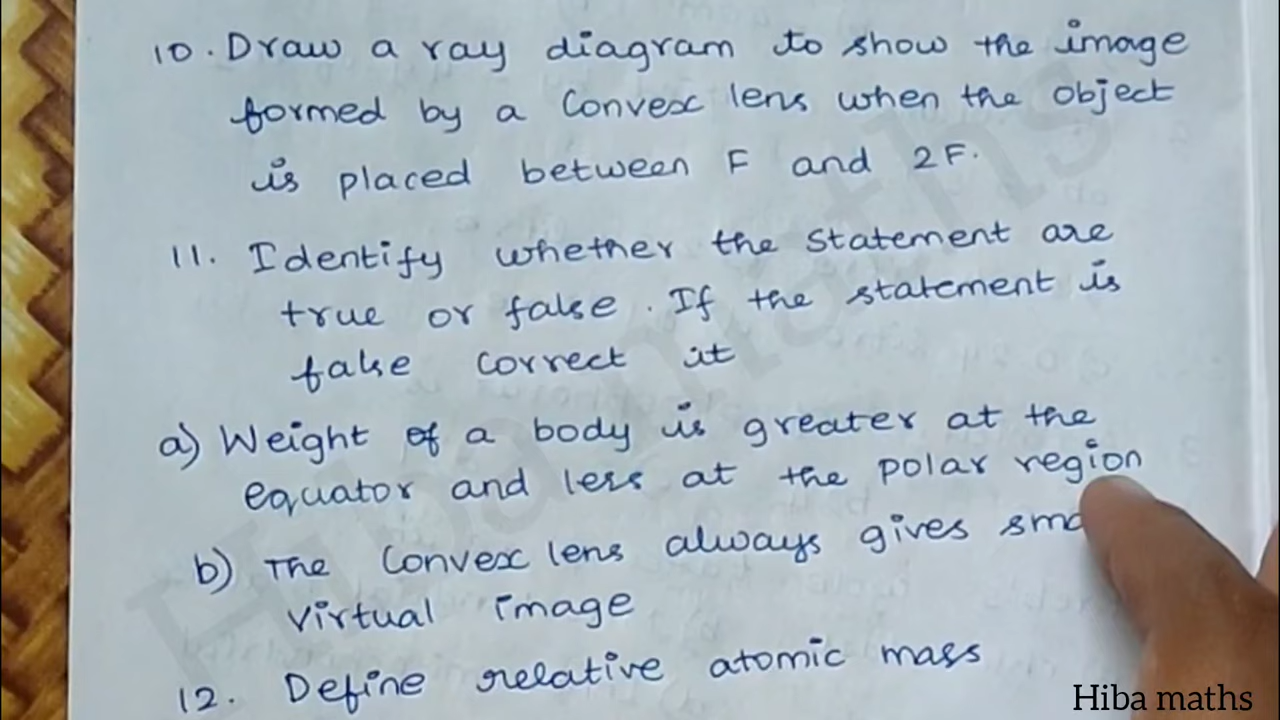 10. Draw a ray diagram to show the image
formed by a Convex lens when the object
is placed between F and 2F.
11. Identify whether the statement are
true or false. If the statement is
false correct it
a) Weight of a body is greater at the
equator and less at the polar region
b) The Convex lens always gives
virtual image
12. Define relative atomic mass
Hiba maths
Hiba maths